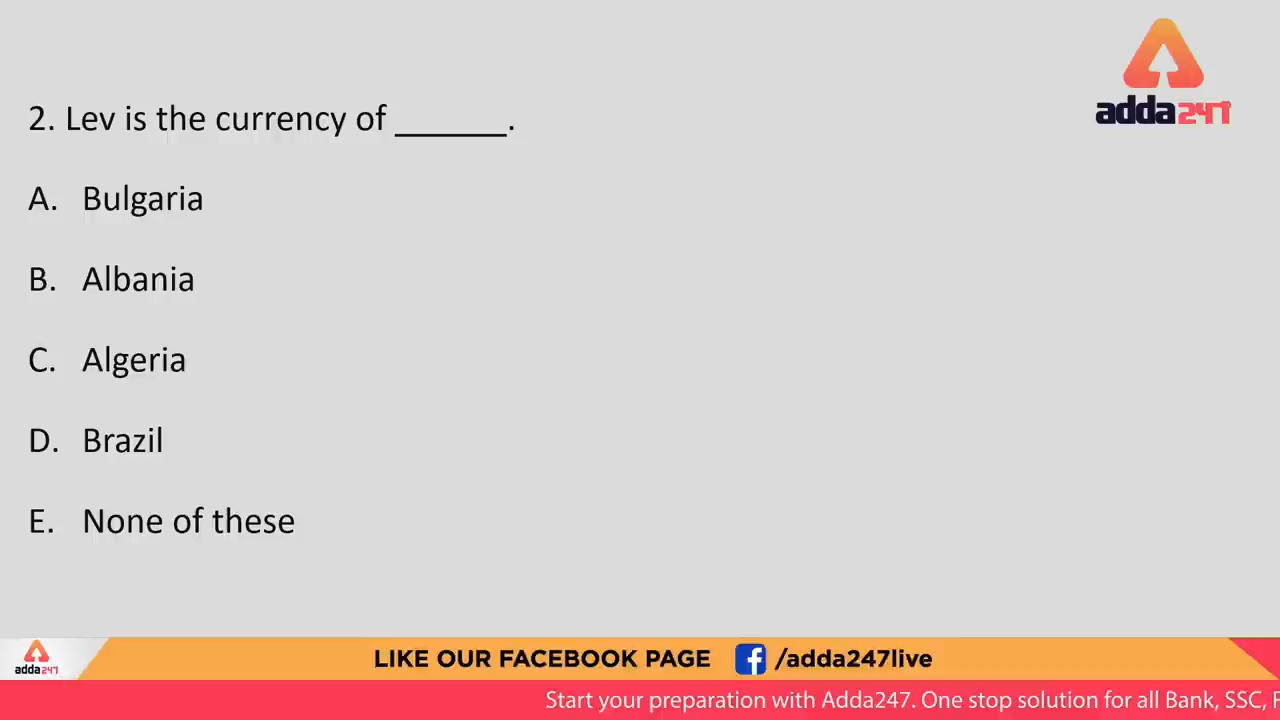 adda247
2. Lev is the currency of ______.
A. Bulgaria
B. Albania
C. Algeria
D. Brazil
E. None of these
adda247
LIKE OUR FACEBOOK PAGE f /adda247live
Start your preparation with Adda247. One stop solution for all Bank, SSC,